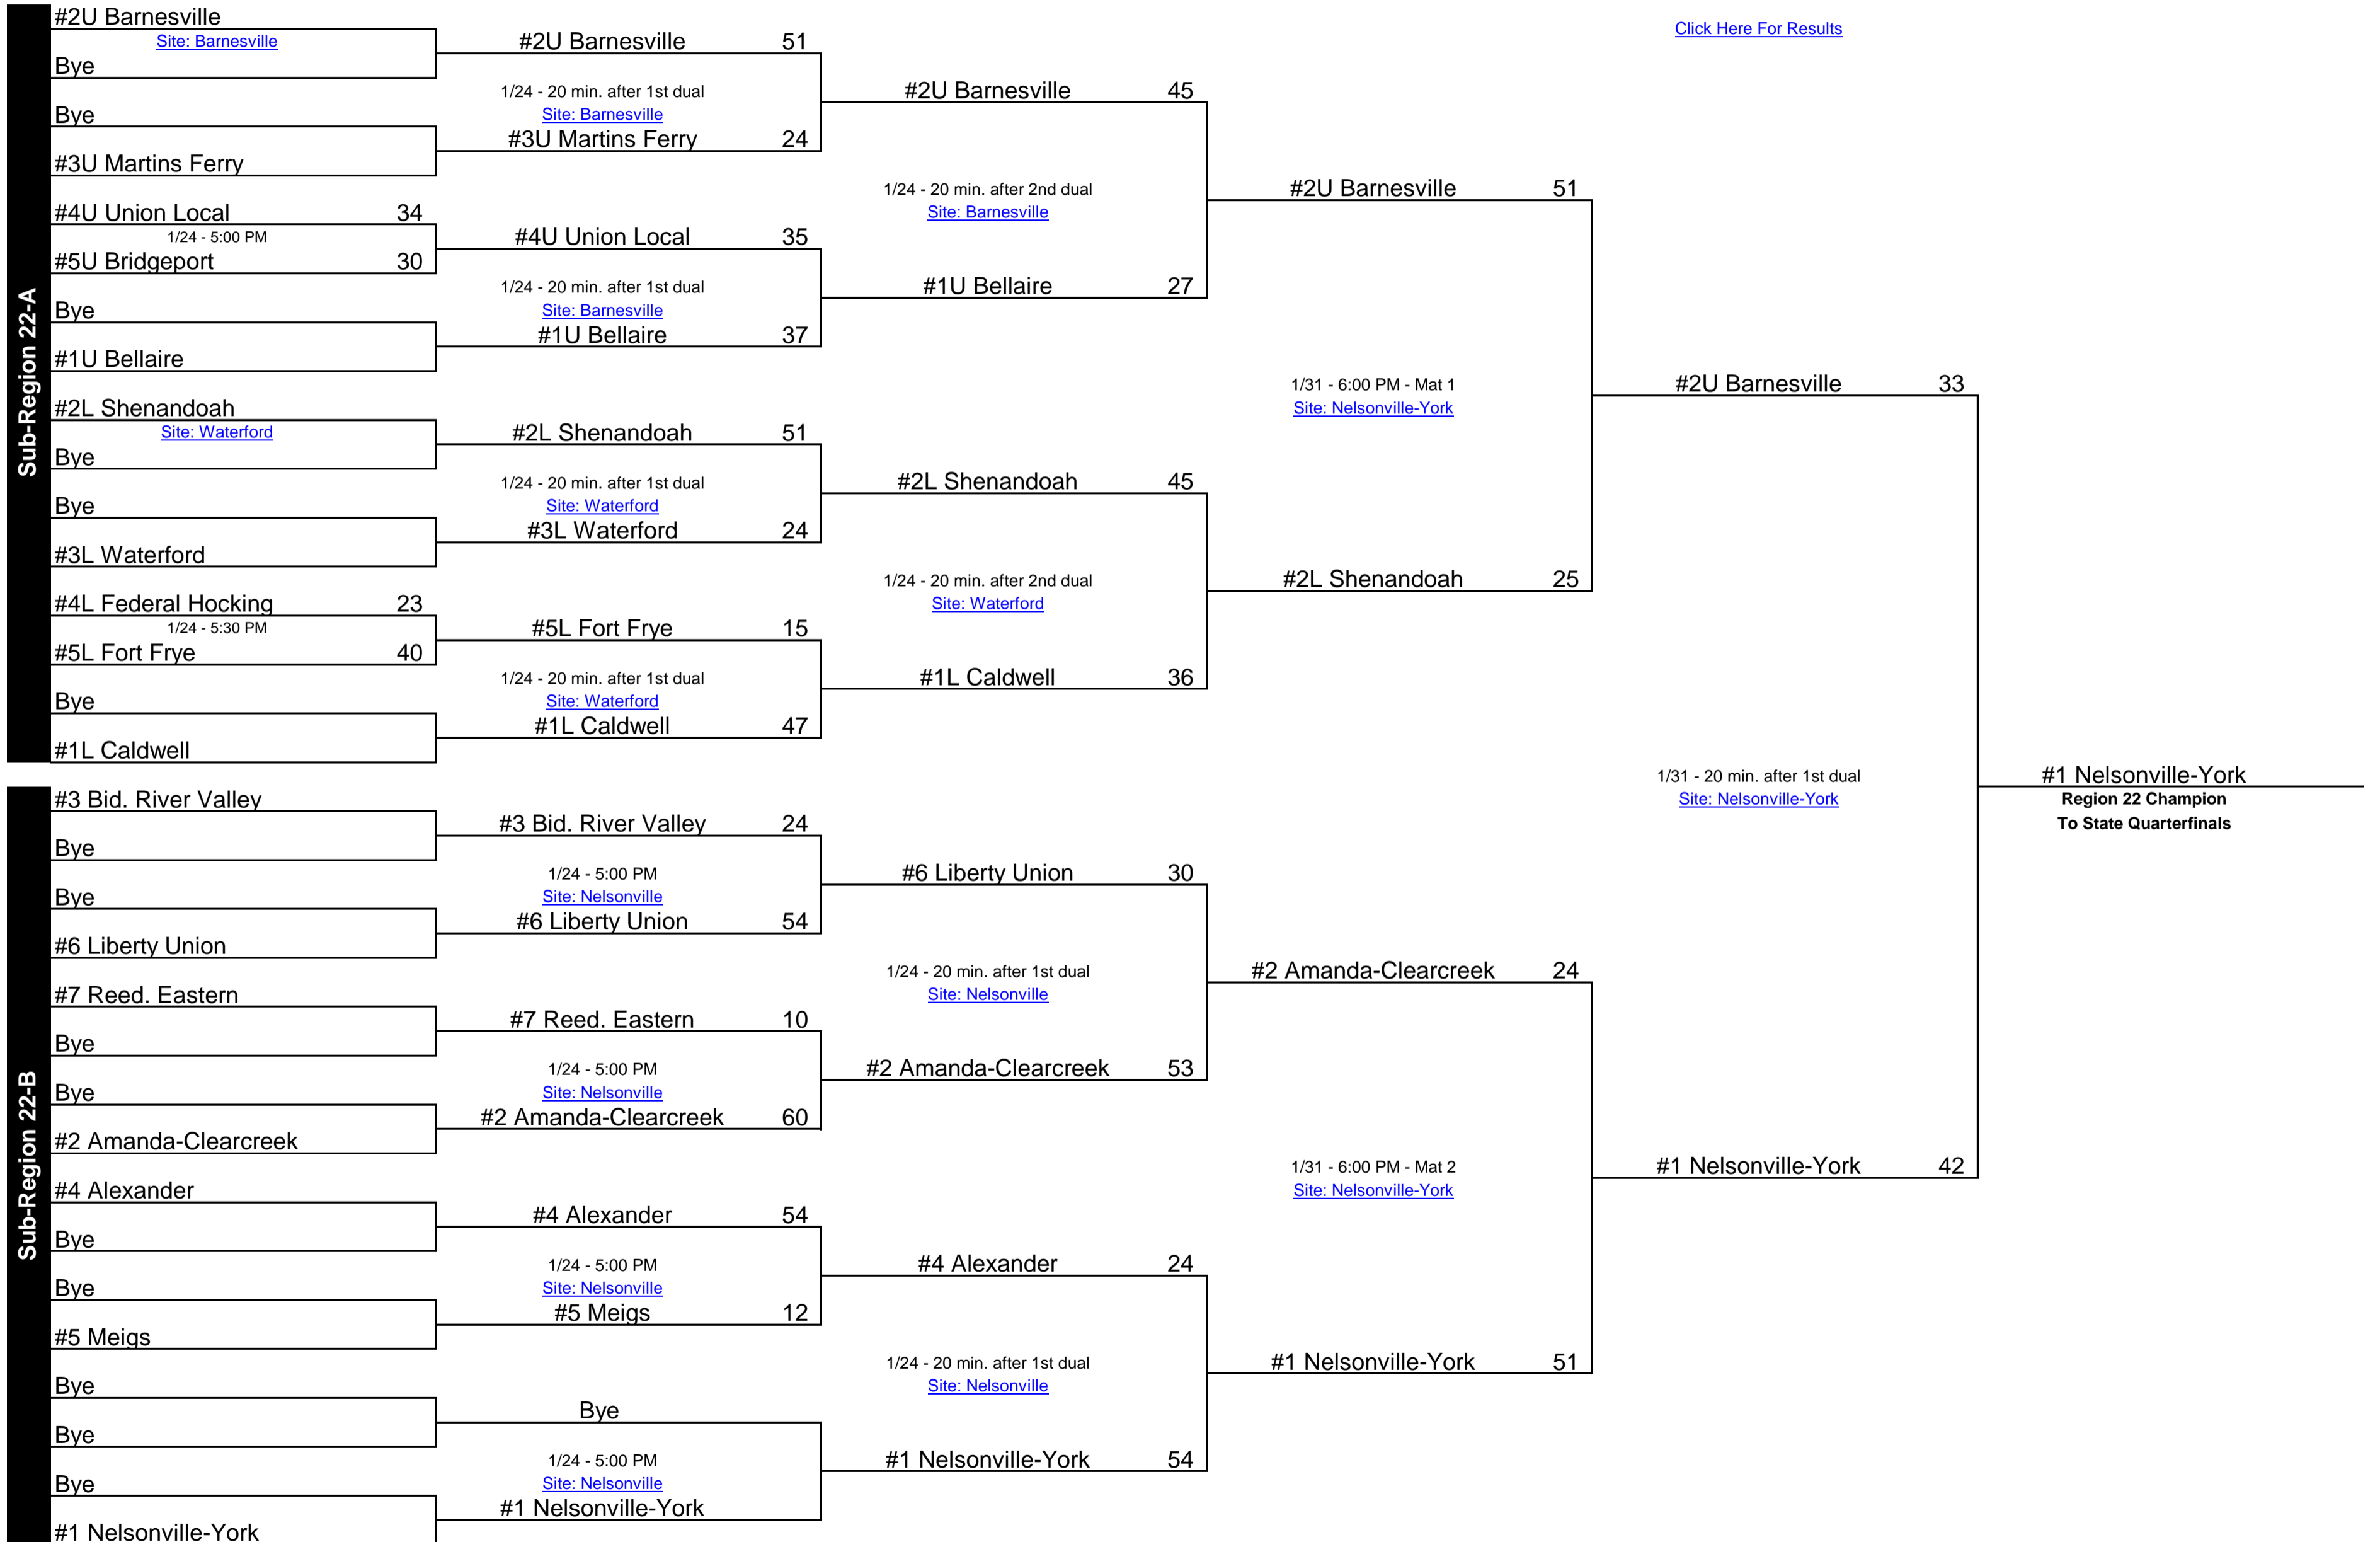 Sub-Region 22-A
#2U Barnesville
Site: Barnesville
Bye
Bye
#3U Martins Ferry
#4U Union Local 34
1/24 - 5:00 PM
#5U Bridgeport 30
Bye
#1U Bellaire
#2L Shenandoah
Site: Waterford
Bye
Bye
#3L Waterford
#4L Federal Hocking 23
1/24 - 5:30 PM
#5L Fort Frye 40
Bye
#1L Caldwell
Sub-Region 22-B
#3 Bid. River Valley
Bye
Bye
#6 Liberty Union
#7 Reed. Eastern
Bye
Bye
#2 Amanda-Clearcreek
#4 Alexander
Bye
Bye
#5 Meigs
Bye
Bye
Bye
#1 Nelsonville-York
#2U Barnesville 51
1/24 - 20 min. after 1st dual
Site: Barnesville
#3U Martins Ferry 24
#4U Union Local 35
1/24 - 20 min. after 1st dual
Site: Barnesville
#1U Bellaire 37
#2L Shenandoah 51
1/24 - 20 min. after 1st dual
Site: Waterford
#3L Waterford 24
#5L Fort Frye 15
1/24 - 20 min. after 1st dual
Site: Waterford
#1L Caldwell 47
#3 Bid. River Valley 24
1/24 - 5:00 PM
Site: Nelsonville
#6 Liberty Union 54
#7 Reed. Eastern 10
1/24 - 5:00 PM
Site: Nelsonville
#2 Amanda-Clearcreek 60
#4 Alexander 54
1/24 - 5:00 PM
Site: Nelsonville
#5 Meigs 12
Bye
1/24 - 5:00 PM
Site: Nelsonville
#1 Nelsonville-York
#2U Barnesville 45
1/24 - 20 min. after 2nd dual
Site: Barnesville
#1U Bellaire 27
#2L Shenandoah 45
1/24 - 20 min. after 2nd dual
Site: Waterford
#1L Caldwell 36
#6 Liberty Union 30
1/24 - 20 min. after 1st dual
Site: Nelsonville
#2 Amanda-Clearcreek 53
#4 Alexander 24
1/24 - 20 min. after 1st dual
Site: Nelsonville
#1 Nelsonville-York 54
#2U Barnesville 51
1/31 - 6:00 PM - Mat 1
Site: Nelsonville-York
#2L Shenandoah 25
#2 Amanda-Clearcreek 24
1/31 - 6:00 PM - Mat 2
Site: Nelsonville-York
#1 Nelsonville-York 51
Click Here For Results
#2U Barnesville 33
1/31 - 20 min. after 1st dual
Site: Nelsonville-York
#1 Nelsonville-York 42
#1 Nelsonville-York
Region 22 Champion
To State Quarterfinals